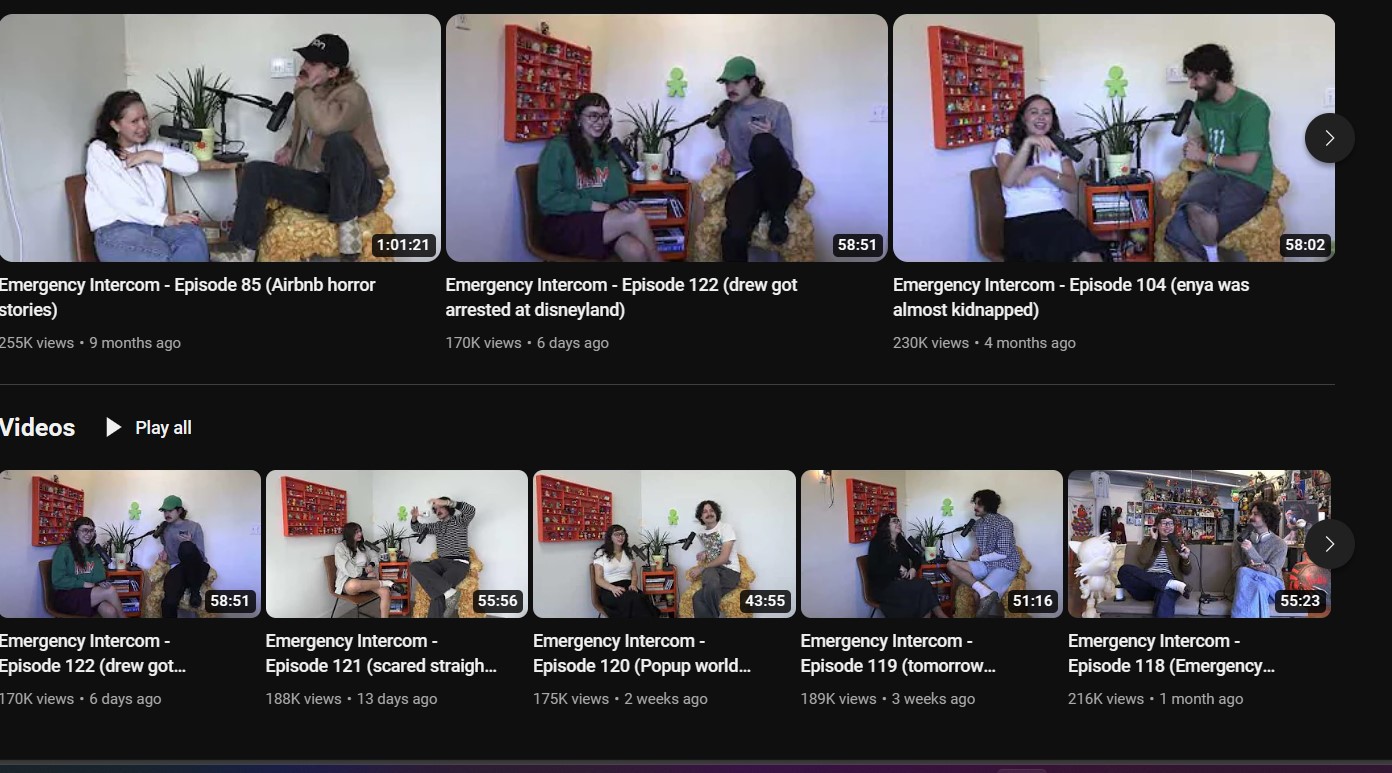 1:01:21
58:51
58:02
Emergency Intercom - Episode 85 (Airbnb horror
stories)
255K views • 9 months ago
Emergency Intercom - Episode 122 (drew got
arrested at disneyland)
170K views • 6 days ago
Emergency Intercom - Episode 104 (enya was
almost kidnapped)
230K views • 4 months ago
Videos
Play all
58:51
55:56
43:55
51:16
55:23
Emergency Intercom -
Episode 122 (drew got...
170K views • 6 days ago
Emergency Intercom -
Episode 121 (scared straigh...
188K views • 13 days ago
Emergency Intercom -
Episode 120 (Popup world...
175K views • 2 weeks ago
Emergency Intercom -
Episode 119 (tomorrow...
189K views • 3 weeks ago
Emergency Intercom -
Episode 118 (Emergency...
216K views • 1 month ago